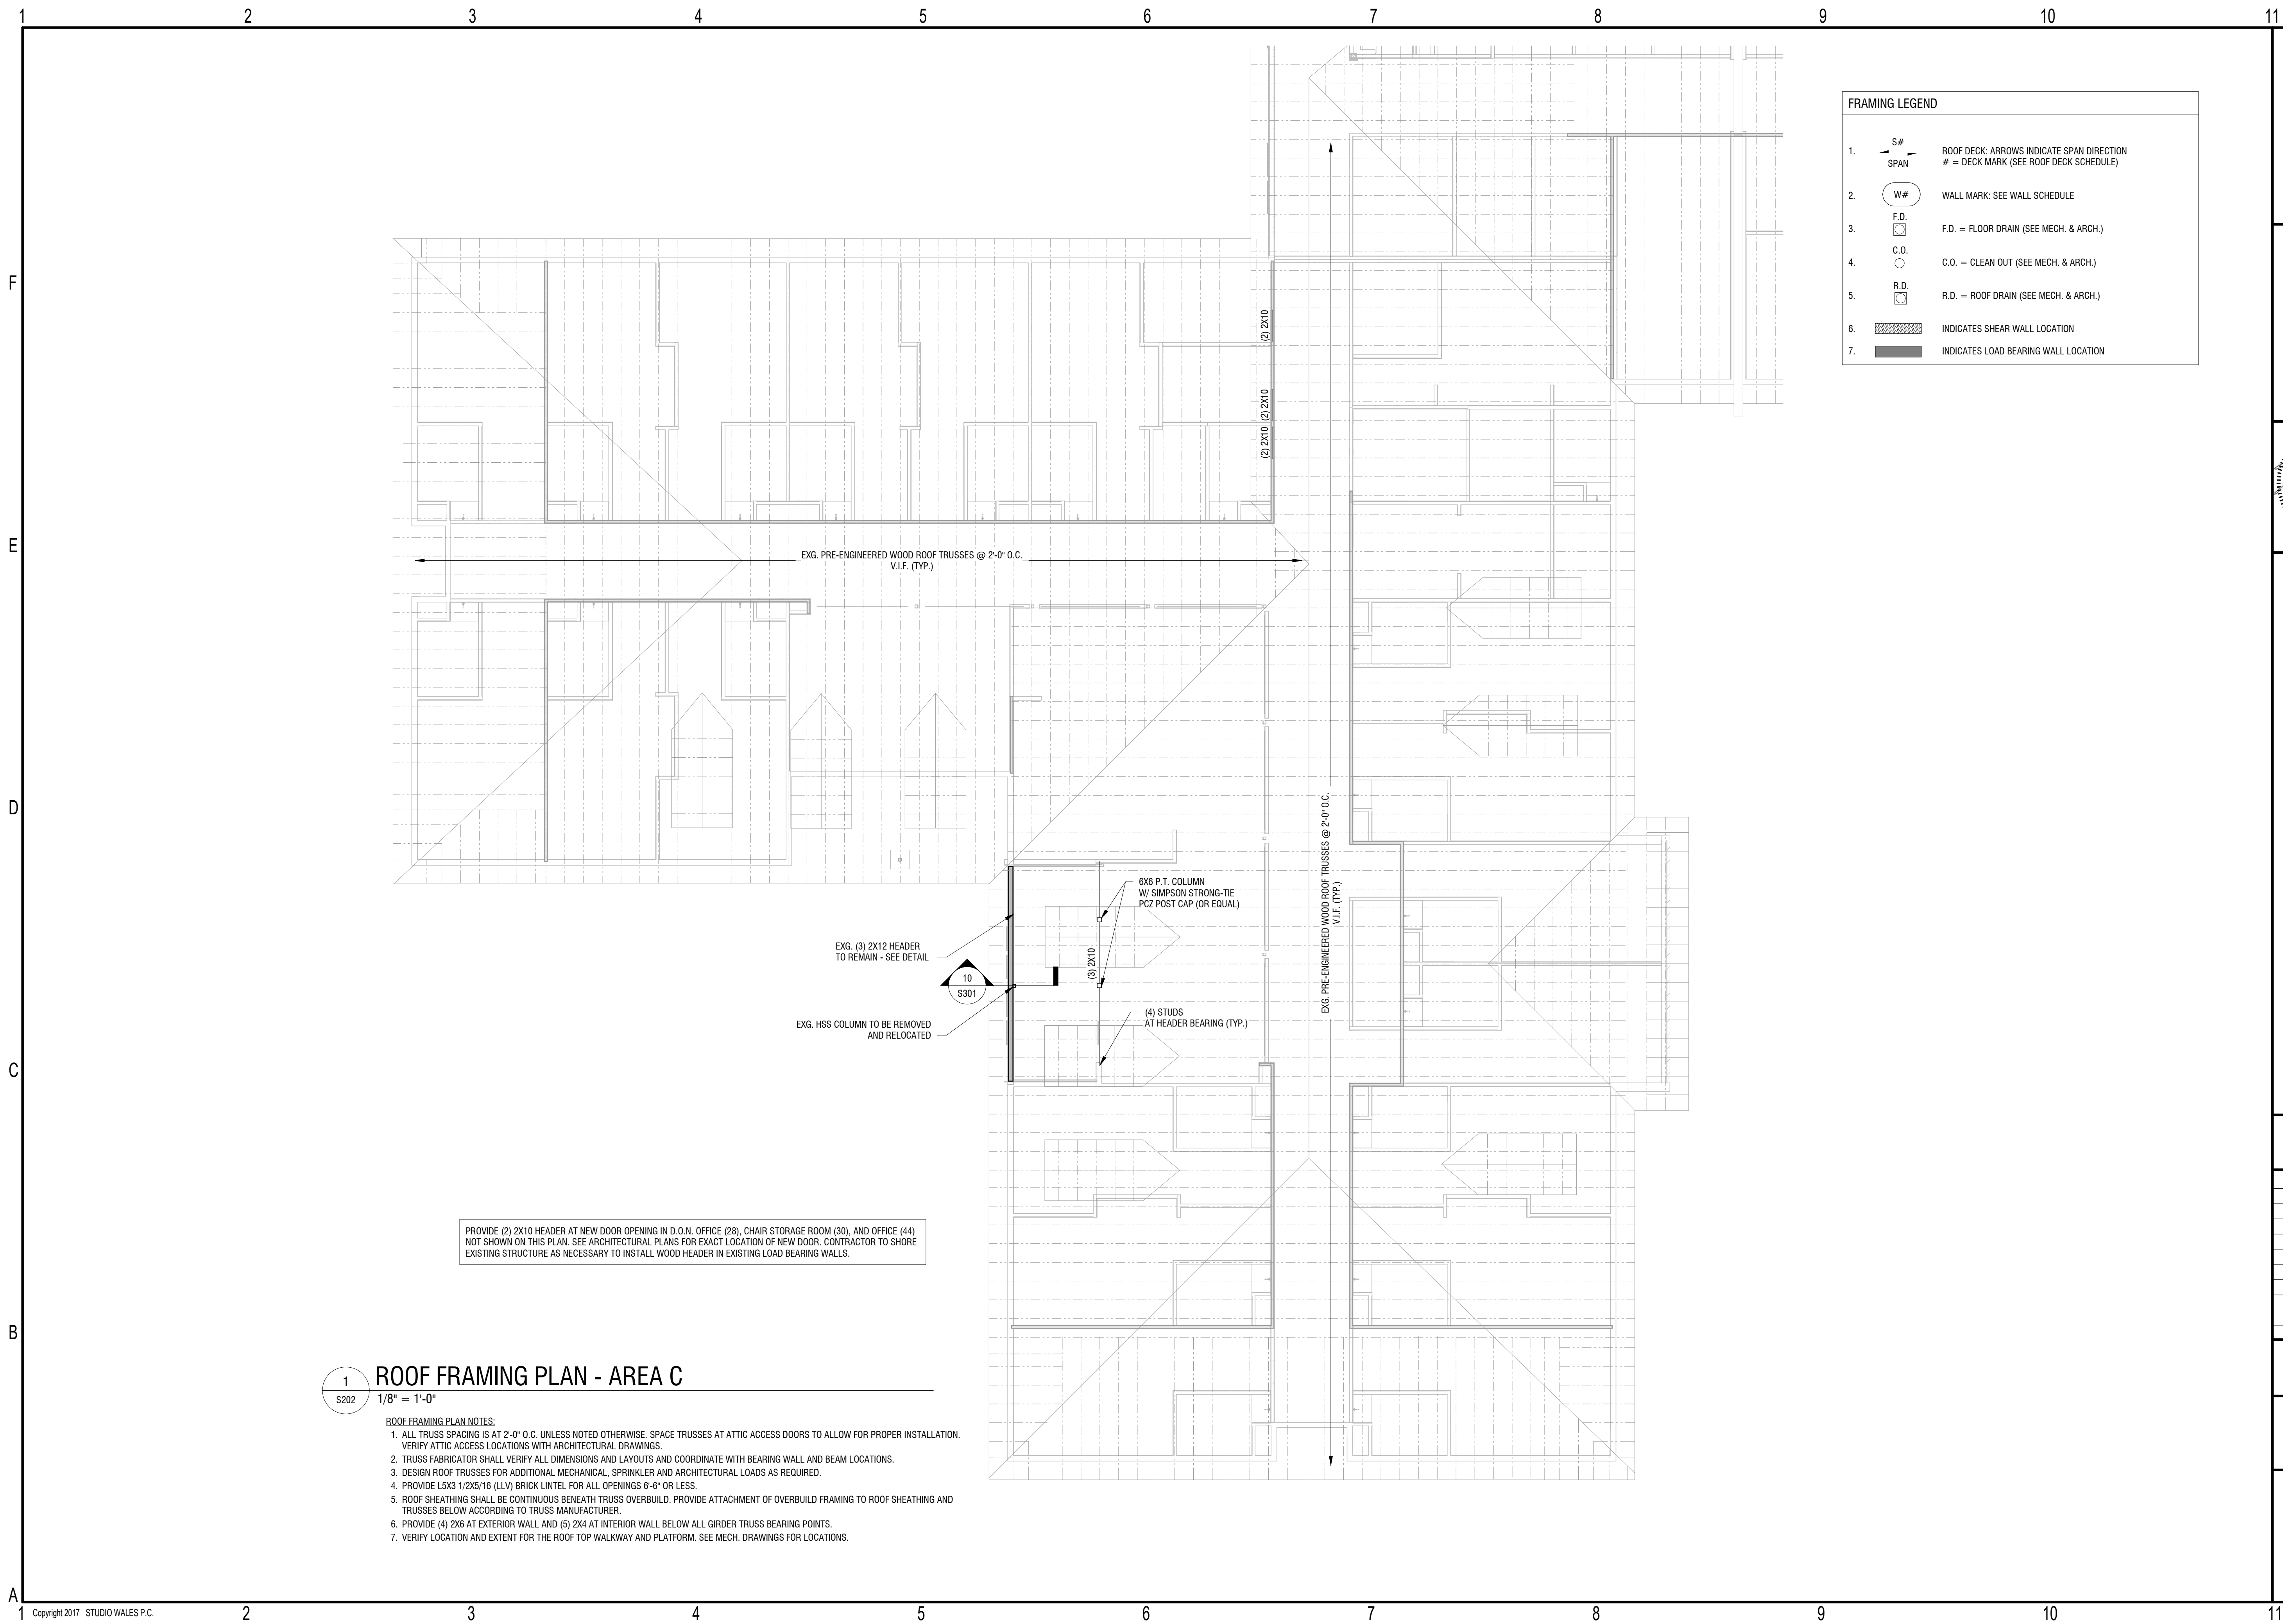 1 2 3 4 5 6 7 8 9 10 11
FRAMING LEGEND
1.
S#
SPAN
ROOF DECK: ARROWS INDICATE SPAN DIRECTION
# = DECK MARK (SEE ROOF DECK SCHEDULE)
2.
W#
WALL MARK: SEE WALL SCHEDULE
F.D.
3.
F.D. = FLOOR DRAIN (SEE MECH. & ARCH.)
C.O.
4.
C.O. = CLEAN OUT (SEE MECH. & ARCH.)
R.D.
5.
R.D. = ROOF DRAIN (SEE MECH. & ARCH.)
6.
INDICATES SHEAR WALL LOCATION
7.
INDICATES LOAD BEARING WALL LOCATION
F
E
D
C
B
A
(2) 2X10
(2) 2X10
(2) 2X10
EXG. PRE-ENGINEERED WOOD ROOF TRUSSES @ 2'-0" O.C.
V.I.F. (TYP.)
EXG. PRE-ENGINEERED WOOD ROOF TRUSSES @ 2'-0" O.C.
V.I.F. (TYP.)
6X6 P.T. COLUMN
W/ SIMPSON STRONG-TIE
PCZ POST CAP (OR EQUAL)
EXG. (3) 2X12 HEADER
TO REMAIN - SEE DETAIL
(3) 2X10
10
S301
(4) STUDS
AT HEADER BEARING (TYP.)
EXG. HSS COLUMN TO BE REMOVED
AND RELOCATED
PROVIDE (2) 2X10 HEADER AT NEW DOOR OPENING IN D.O.N. OFFICE (28), CHAIR STORAGE ROOM (30), AND OFFICE (44)
NOT SHOWN ON THIS PLAN. SEE ARCHITECTURAL PLANS FOR EXACT LOCATION OF NEW DOOR. CONTRACTOR TO SHORE
EXISTING STRUCTURE AS NECESSARY TO INSTALL WOOD HEADER IN EXISTING LOAD BEARING WALLS.
1
S202
ROOF FRAMING PLAN - AREA C
1/8" = 1'-0"
ROOF FRAMING PLAN NOTES:
1. ALL TRUSS SPACING IS AT 2'-0" O.C. UNLESS NOTED OTHERWISE. SPACE TRUSSES AT ATTIC ACCESS DOORS TO ALLOW FOR PROPER INSTALLATION.
VERIFY ATTIC ACCESS LOCATIONS WITH ARCHITECTURAL DRAWINGS.
2. TRUSS FABRICATOR SHALL VERIFY ALL DIMENSIONS AND LAYOUTS AND COORDINATE WITH BEARING WALL AND BEAM LOCATIONS.
3. DESIGN ROOF TRUSSES FOR ADDITIONAL MECHANICAL, SPRINKLER AND ARCHITECTURAL LOADS AS REQUIRED.
4. PROVIDE L5X3 1/2X5/16 (LLV) BRICK LINTEL FOR ALL OPENINGS 6'-6" OR LESS.
5. ROOF SHEATHING SHALL BE CONTINUOUS BENEATH TRUSS OVERBUILD. PROVIDE ATTACHMENT OF OVERBUILD FRAMING TO ROOF SHEATHING AND
TRUSSES BELOW ACCORDING TO TRUSS MANUFACTURER.
6. PROVIDE (4) 2X6 AT EXTERIOR WALL AND (5) 2X4 AT INTERIOR WALL BELOW ALL GIRDER TRUSS BEARING POINTS.
7. VERIFY LOCATION AND EXTENT FOR THE ROOF TOP WALKWAY AND PLATFORM. SEE MECH. DRAWINGS FOR LOCATIONS.
Copyright 2017 STUDIO WALES P.C.
1 2 3 4 5 6 7 8 9 10 11